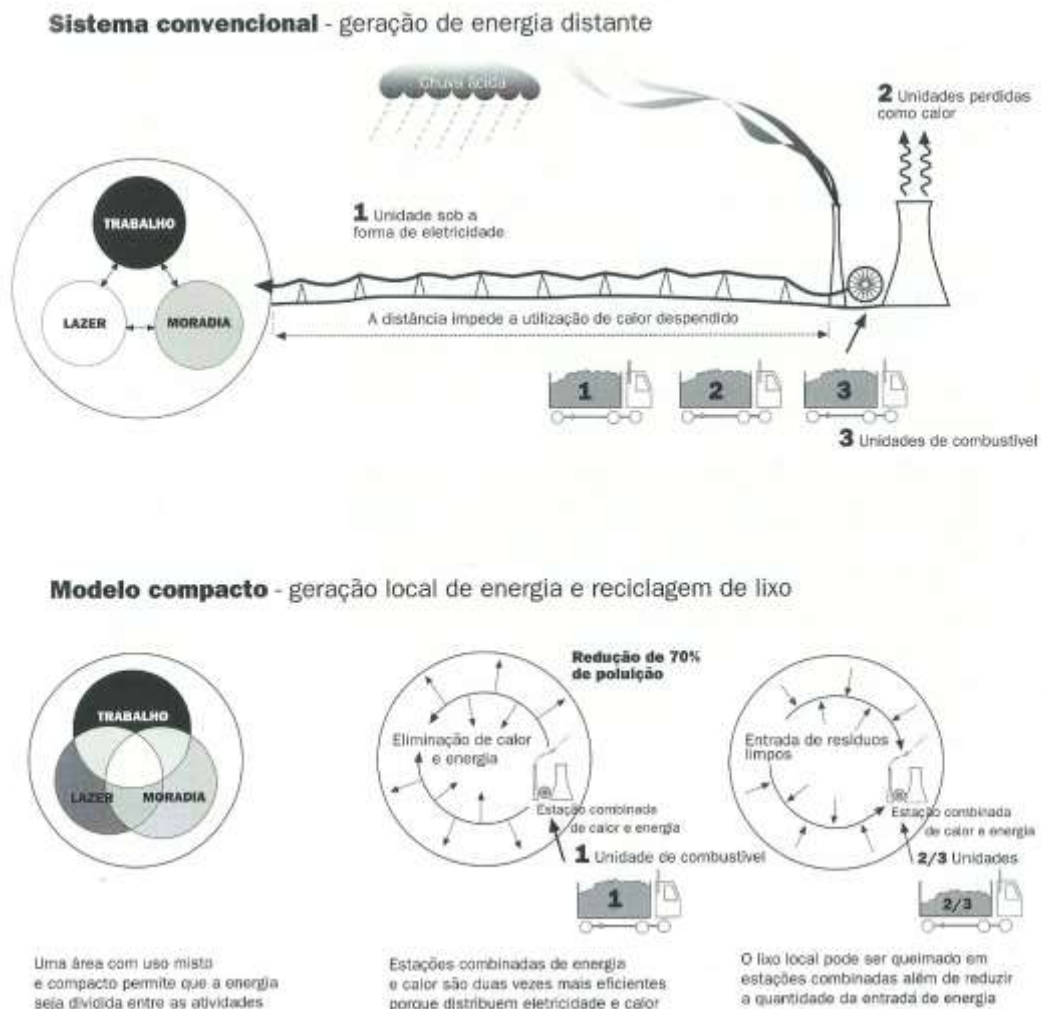 Sistema convencional - geração de energia distante
Chuva ácida
2 Unidades perdidas
como calor
1 Unidade sob a
forma de eletricidade
TRABALHO
LAZER
MORADIA
A distância impede a utilização de calor despendido
1
2
3
3 Unidades de combustível
Modelo compacto - geração local de energia e reciclagem de lixo
TRABALHO
LAZER
MORADIA
Redução de 70%
de poluição
Eliminação de calor
e energia
Estação combinada
de calor e energia
1 Unidade de combustível
1
Entrada de resíduos
limpos
Estação combinada
de calor e energia
2/3 Unidades
2/3
Uma área com uso misto
e compacto permite que a energia
seja dividida entre as atividades
Estações combinadas de energia
e calor são duas vezes mais eficientes
porque distribuem eletricidade e calor
O lixo local pode ser queimado em
estações combinadas além de reduzir
a quantidade da entrada de energia